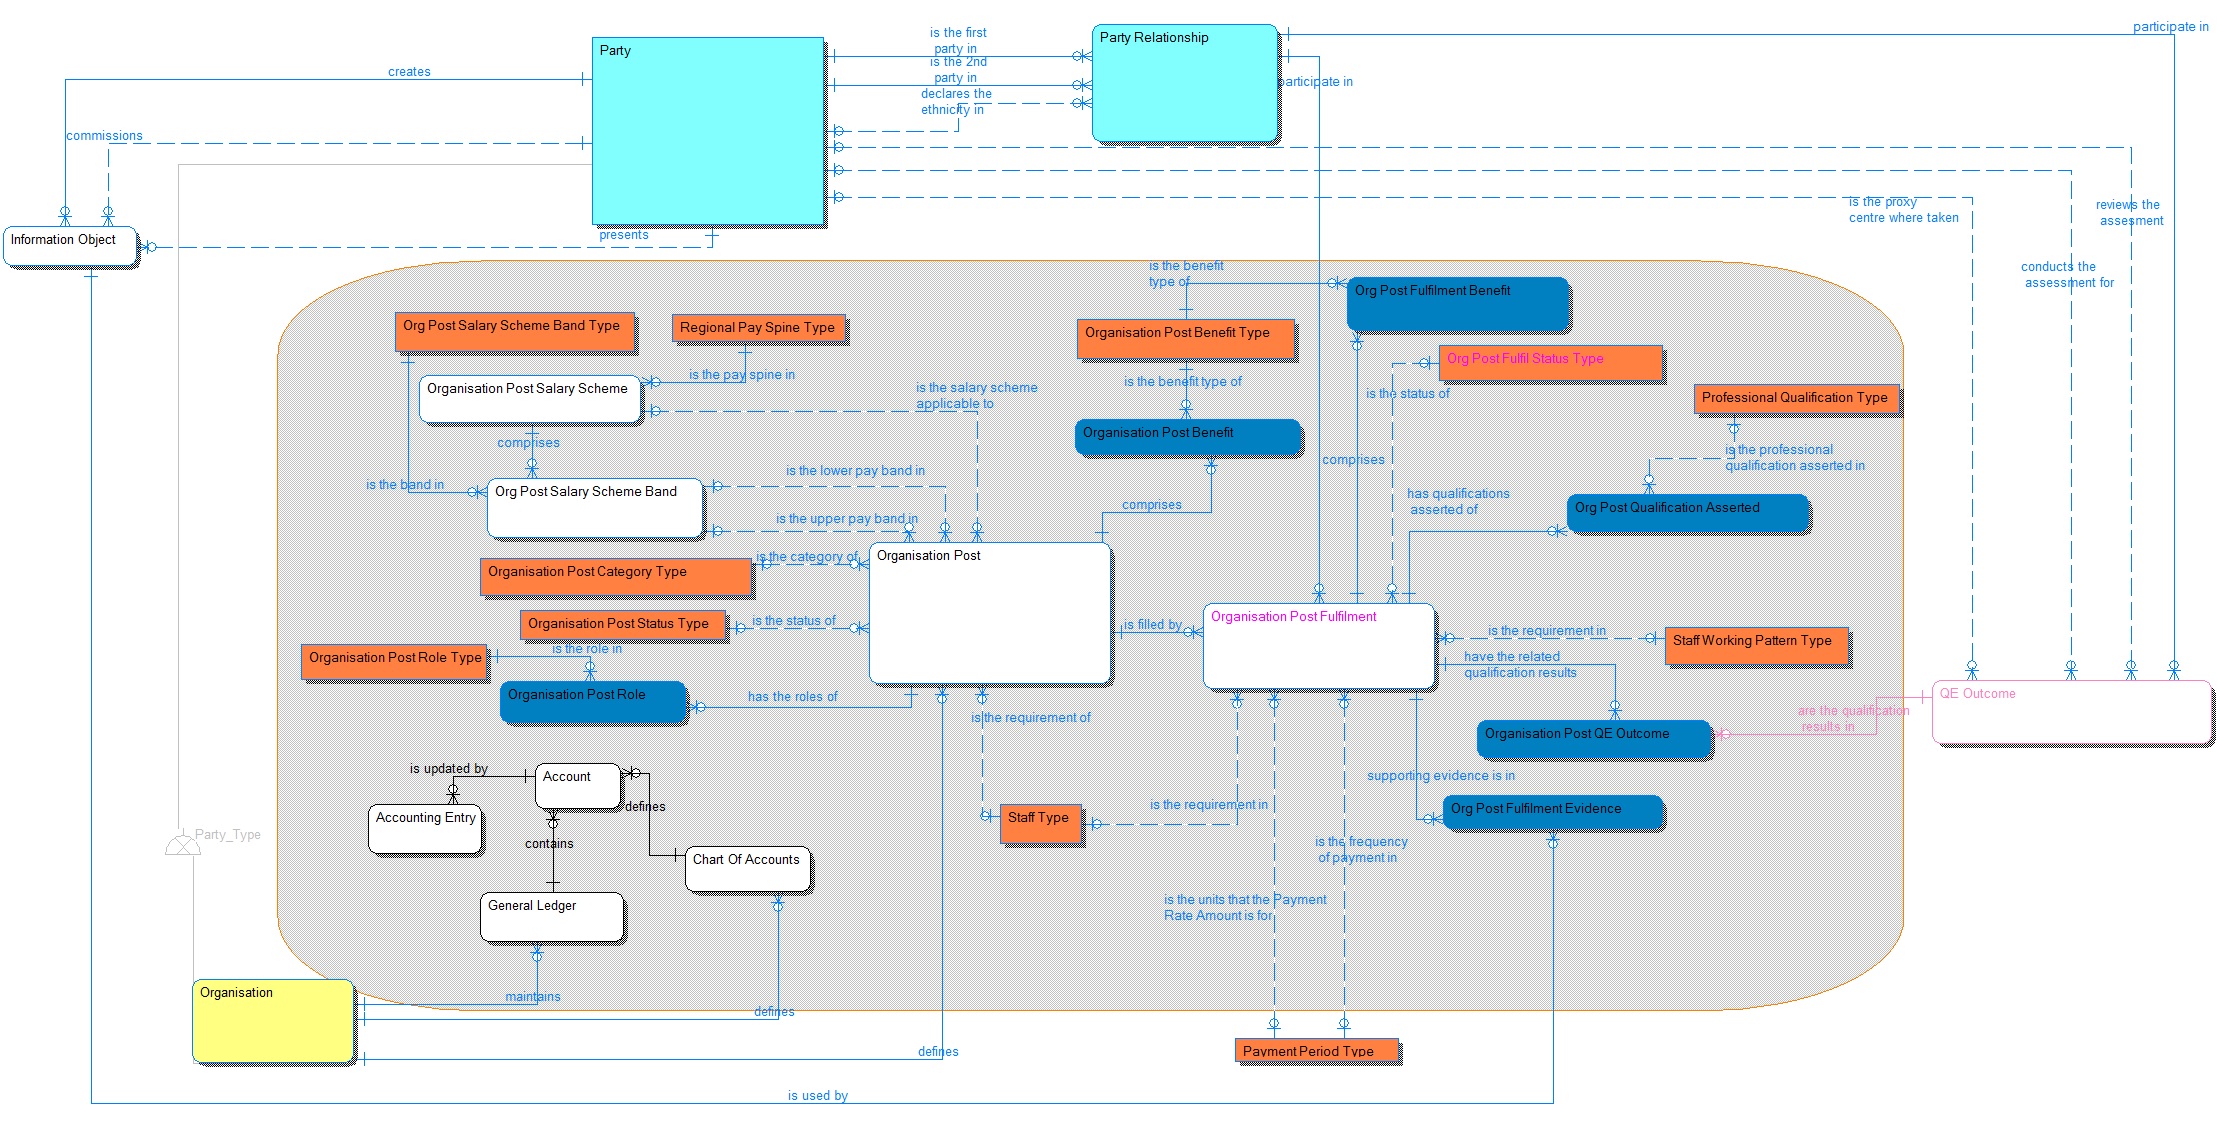 participate in
is the first
party in
Party Relationship
Party
is the 2nd
party in
creates
participate in
declares the
ethnicity in
commissions
is the proxy
centre where taken
reviews the
assesment
presents
Information Object
is the benefit
type of
conducts the
assessment for
Org Post Fulfilment Benefit
Org Post Salary Scheme Band Type
Regional Pay Spine Type
Organisation Post Benefit Type
Org Post Fulfil Status Type
is the pay spine in
is the benefit type of
Organisation Post Salary Scheme
is the salary scheme
applicable to
is the status of
Professional Qualification Type
Organisation Post Benefit
comprises
is the professional
qualification asserted in
comprises
is the lower pay band in
is the band in
Org Post Salary Scheme Band
has qualifications
asserted of
comprises
Org Post Qualification Asserted
is the upper pay band in
is the category of
Organisation Post
Organisation Post Category Type
Organisation Post Status Type
is the status of
Organisation Post Fulfilment
is filled by
is the requirement in
Staff Working Pattern Type
Organisation Post Role Type
is the role in
have the related
qualification results
Organisation Post Role
has the roles of
QE Outcome
are the qualification
results in
is the requirement of
Organisation Post QE Outcome
is updated by
Account
supporting evidence is in
defines
is the requirement in
Org Post Fulfilment Evidence
Accounting Entry
Staff Type
Party_Type
contains
is the frequency
of payment in
Chart Of Accounts
General Ledger
is the units that the Payment
Rate Amount is for
Organisation
maintains
defines
defines
Payment Period Type
is used by